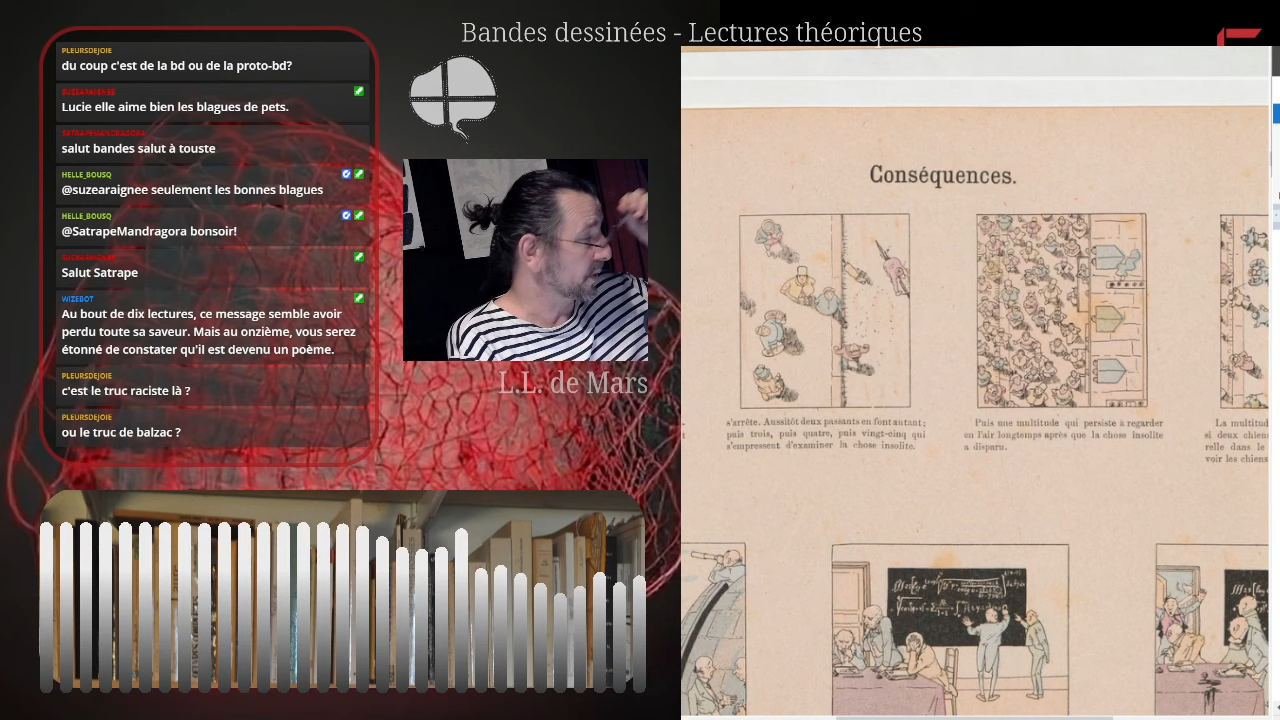 Bandes dessinées - Lectures théoriques
PLEURSDEJOIE
du coup c'est de la bd ou de la proto-bd?
SUZEARAIGNEE
Lucie elle aime bien les blagues de pets.
SATRAPEMANDRAGORA
salut bandes salut à touste
HELLE_BOUSQ
@suzearaignee seulement les bonnes blagues
HELLE_BOUSQ
@SatrapeMandragora bonsoir!
SUZEARAIGNEE
Salut Satrape
WIZEBOT
Au bout de dix lectures, ce message semble avoir
perdu toute sa saveur. Mais au onzième, vous serez
étonné de constater qu'il est devenu un poème.
PLEURSDEJOIE
c'est le truc raciste là ?
PLEURSDEJOIE
ou le truc de balzac ?
L.L. de Mars
Conséquences.
s'arrête. Aussitôt deux passants en font autant;
puis trois, puis quatre, puis vingt-cinq qui
s'empressent d'examiner la chose insolite.
Puis une multitude qui persiste à regarder
en l'air longtemps après que la chose insolite
a disparu.
La multitud
si deux chien
relle dans le
voir les chiens